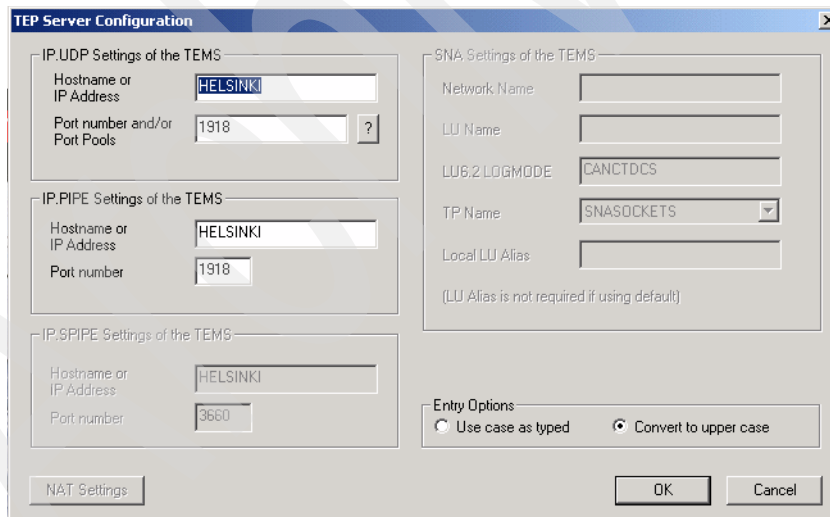 TEP Server Configuration
IP.UDP Settings of the TEMS
Hostname or
IP Address
HELSINKI
Port number and/or
Port Pools
1918
?
IP.PIPE Settings of the TEMS
Hostname or
IP Address
HELSINKI
Port number
1918
IP.SPIPE Settings of the TEMS
Hostname or
IP Address
HELSINKI
Port number
3660
NAT Settings
SNA Settings of the TEMS
Network Name
LU Name
LU6.2 LOGMODE
CANCTDCS
TP Name
SNASOCKETS
Local LU Alias
(LU Alias is not required if using default)
Entry Options
Use case as typed
Convert to upper case
OK
Cancel